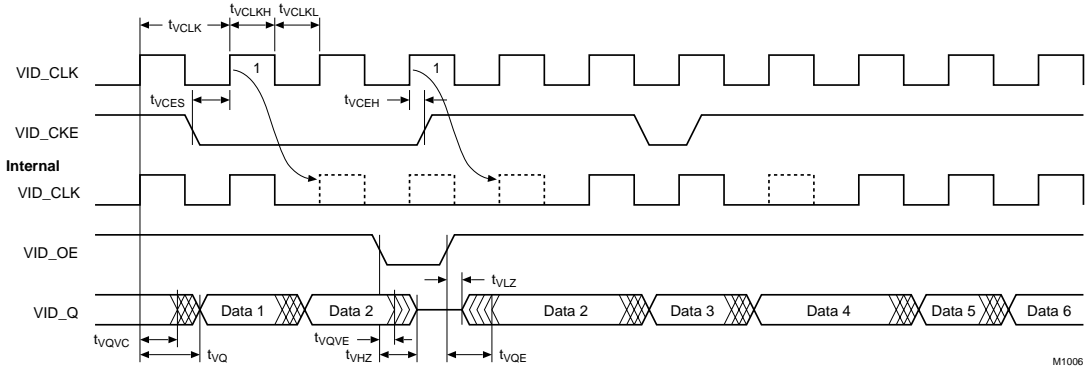 tVCLK tVCLKH tVCLKL
VID_CLK 1 1
tVCES tVCEH
VID_CKE
Internal
VID_CLK
VID_OE
tVLZ
VID_Q Data 1 Data 2 Data 2 Data 3 Data 4 Data 5 Data 6
tVQVC tVQ tVQVE tVHZ tVQE
M1006